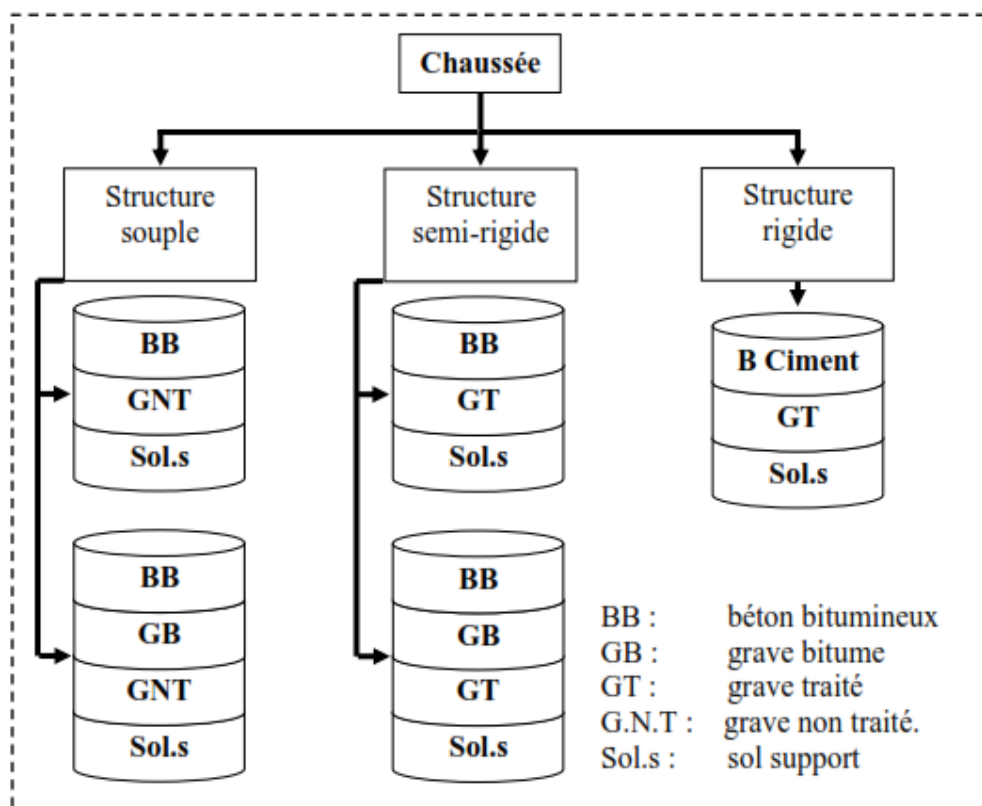 Chaussée
Structure
souple
Structure
semi-rigide
Structure
rigide
BB
GNT
Sol.s
BB
GT
Sol.s
B Ciment
GT
Sol.s
BB
GB
GNT
Sol.s
BB
GB
GT
Sol.s
BB : béton bitumineux
GB : grave bitume
GT : grave traité
G.N.T : grave non traité.
Sol.s : sol support